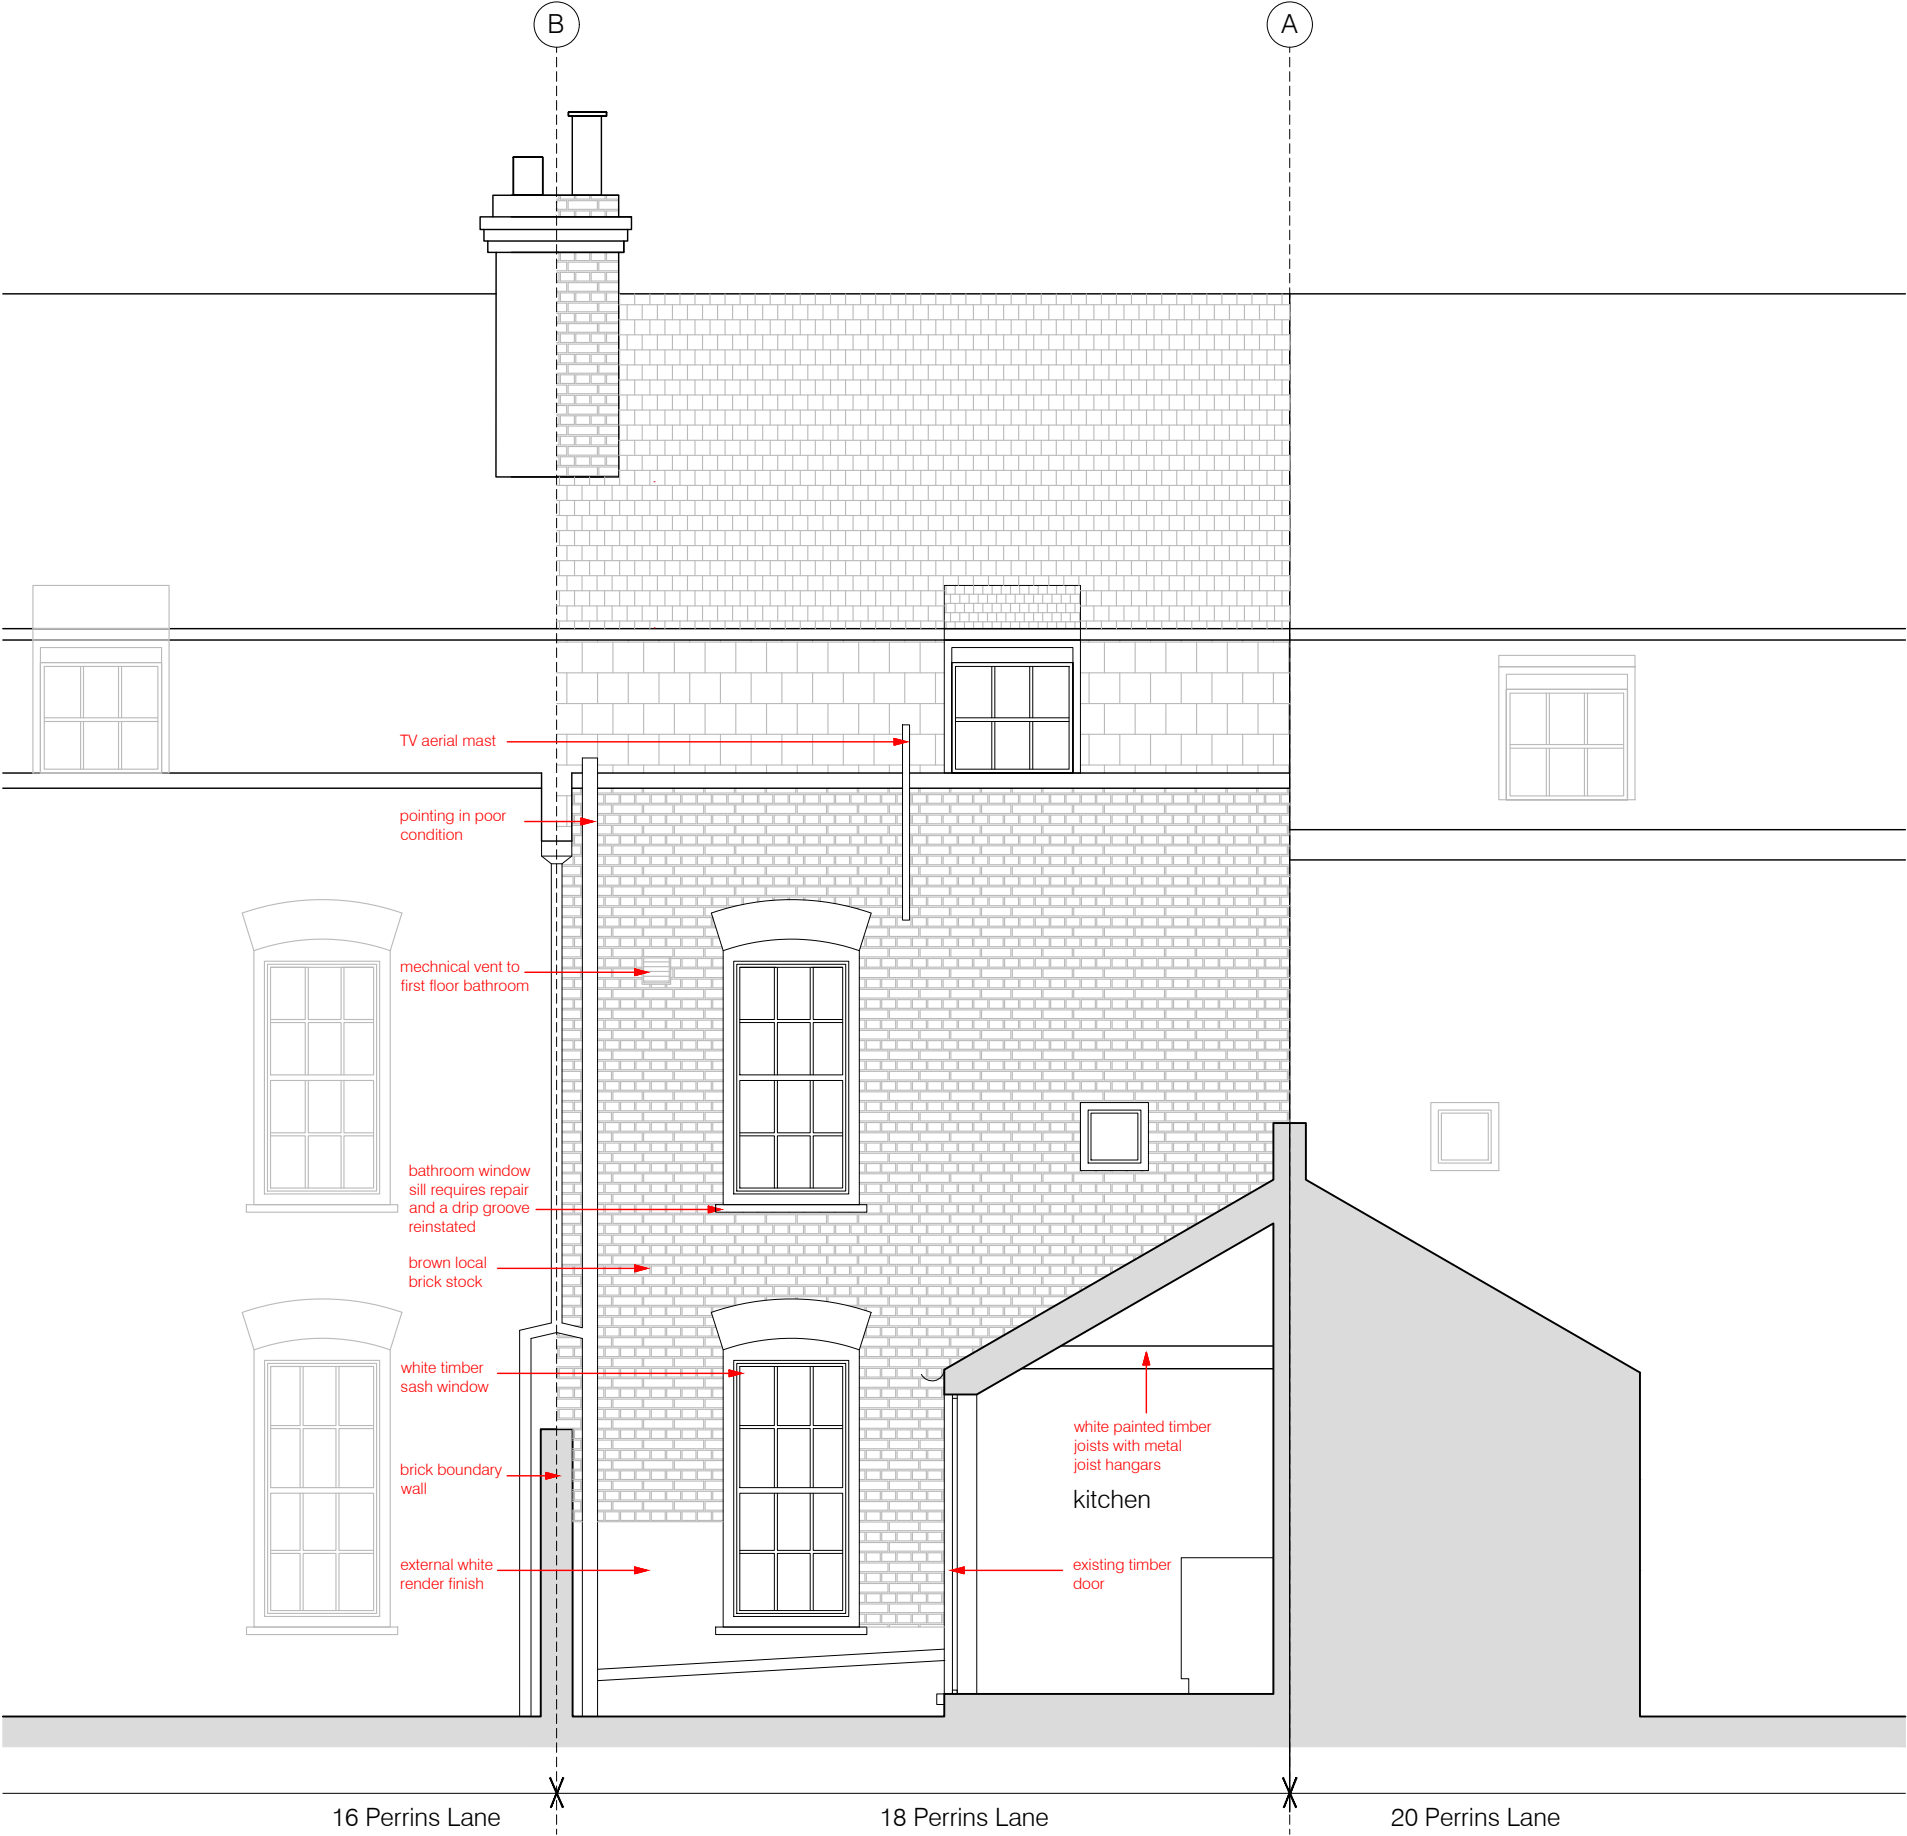 B
A
TV aerial mast
pointing in poor
condition
mechnical vent to
first floor bathroom
bathroom window
sill requires repair
and a drip groove
reinstated
brown local
brick stock
white timber
sash window
white painted timber
joists with metal
joist hangars
brick boundary
wall
kitchen
external white
render finish
existing timber
door
16 Perrins Lane
18 Perrins Lane
20 Perrins Lane